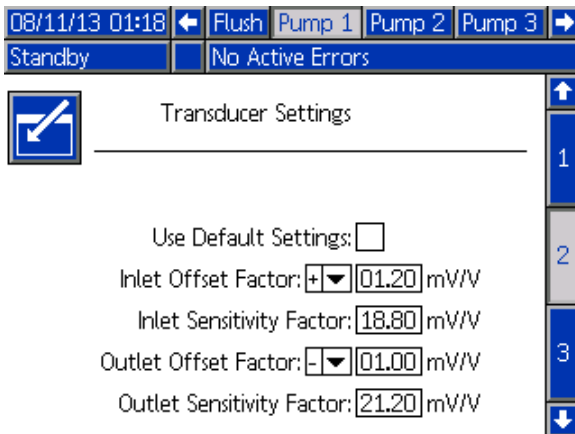 08/11/13 01:18 Flush Pump 1 Pump 2 Pump 3
Standby No Active Errors
Transducer Settings
1
Use Default Settings:
2
Inlet Offset Factor: + 01.20 mV/V
Inlet Sensitivity Factor: 18.80 mV/V
3
Outlet Offset Factor: - 01.00 mV/V
Outlet Sensitivity Factor: 21.20 mV/V